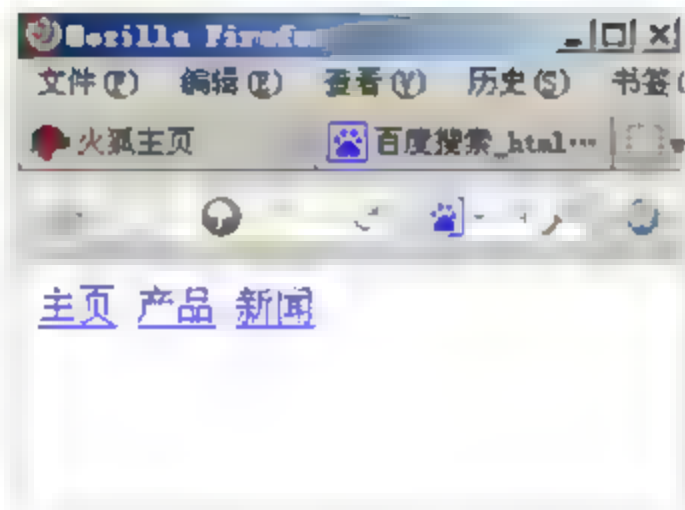 Mozilla Firefox
文件(F) 编辑(E) 查看(V) 历史(S) 书签(
火狐主页 百度搜索_html…
主页 产品 新闻